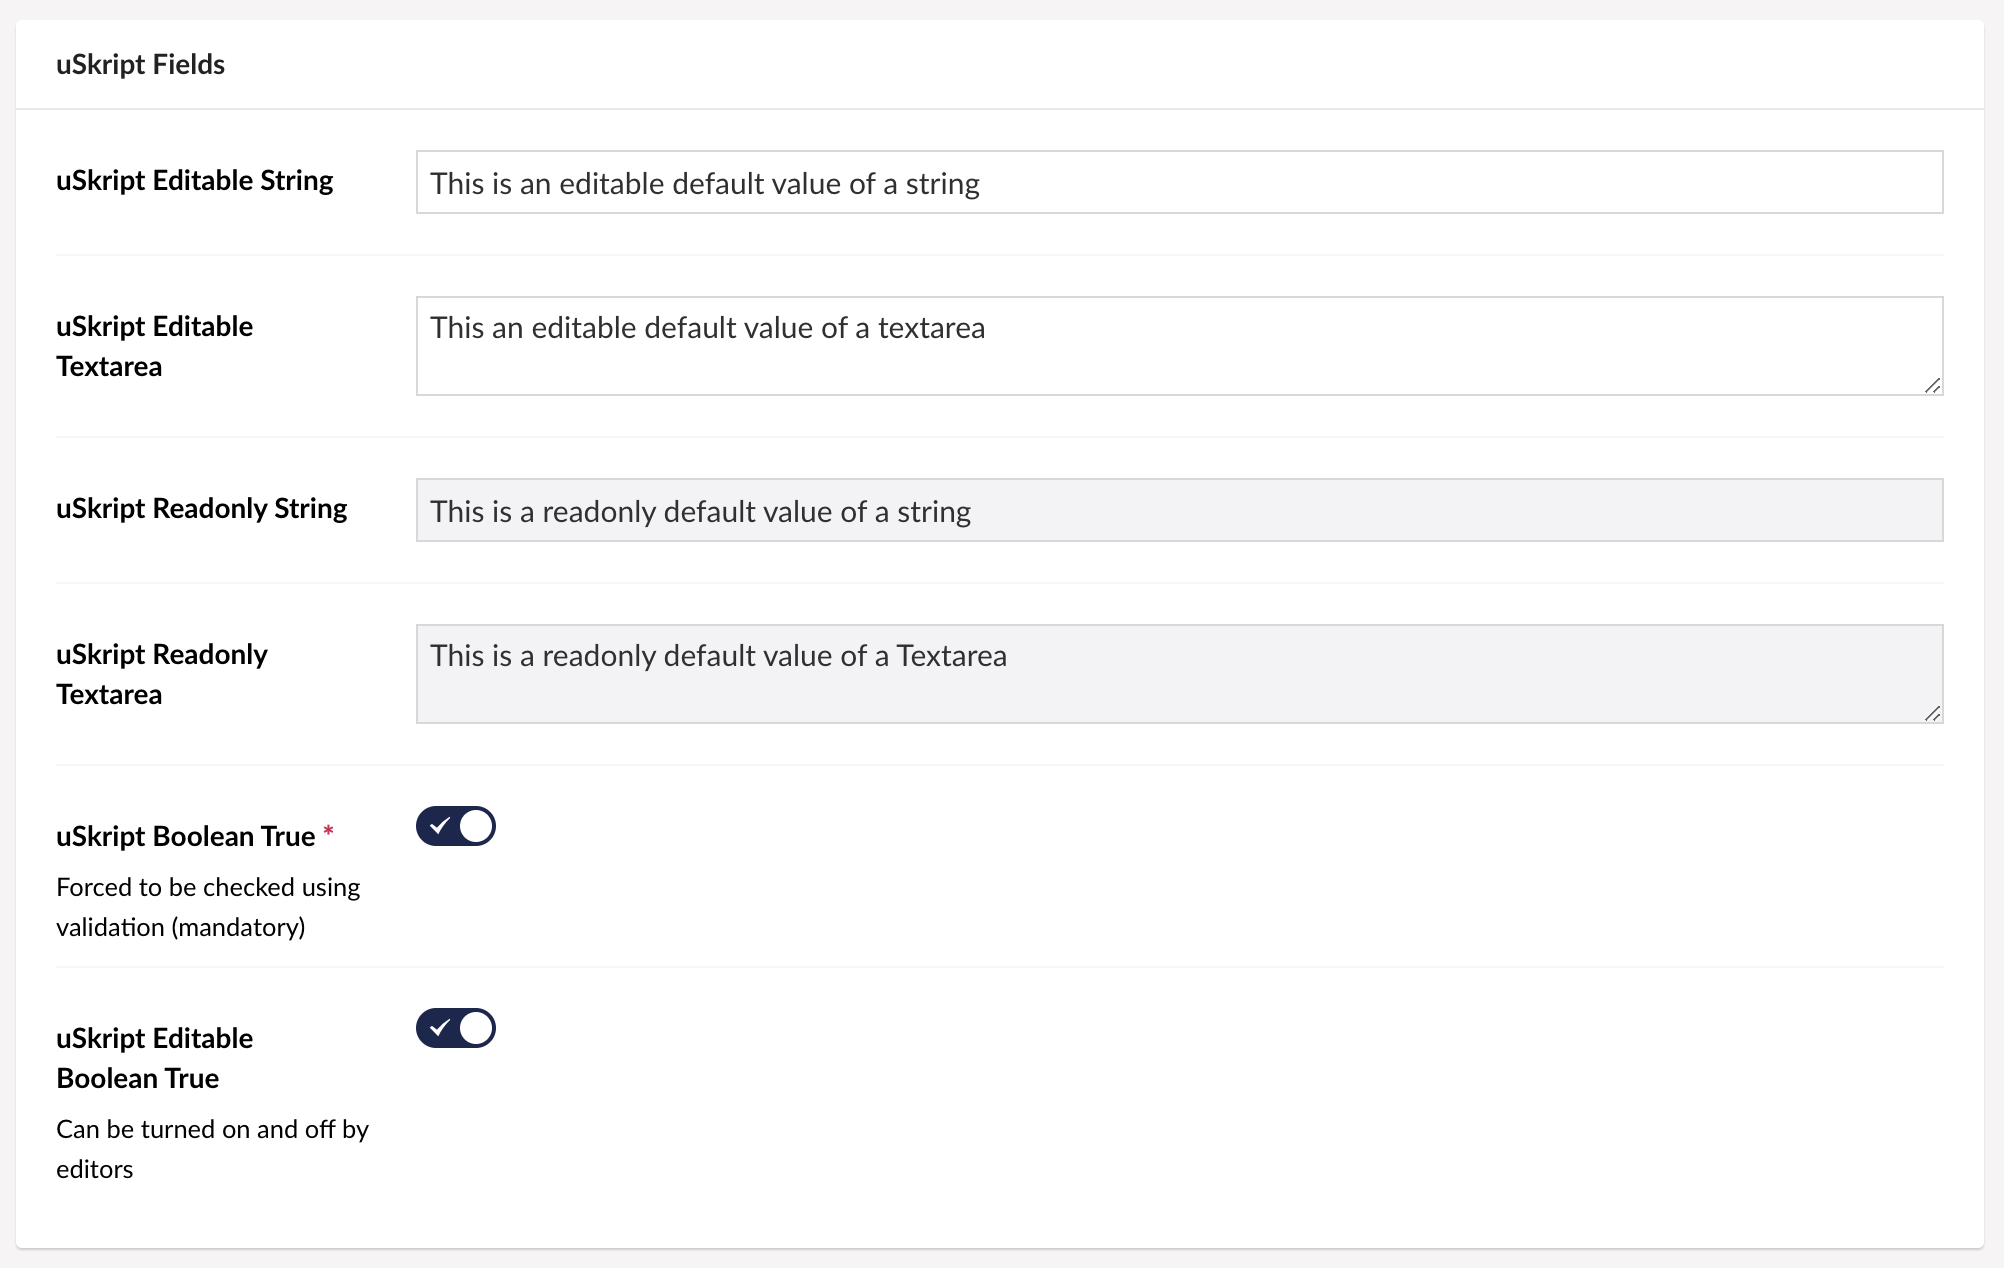 uSkript Fields
uSkript Editable String
This is an editable default value of a string
uSkript Editable
Textarea
This an editable default value of a textarea
uSkript Readonly String
This is a readonly default value of a string
uSkript Readonly
Textarea
This is a readonly default value of a Textarea
uSkript Boolean True *
Forced to be checked using
validation (mandatory)
uSkript Editable
Boolean True
Can be turned on and off by
editors